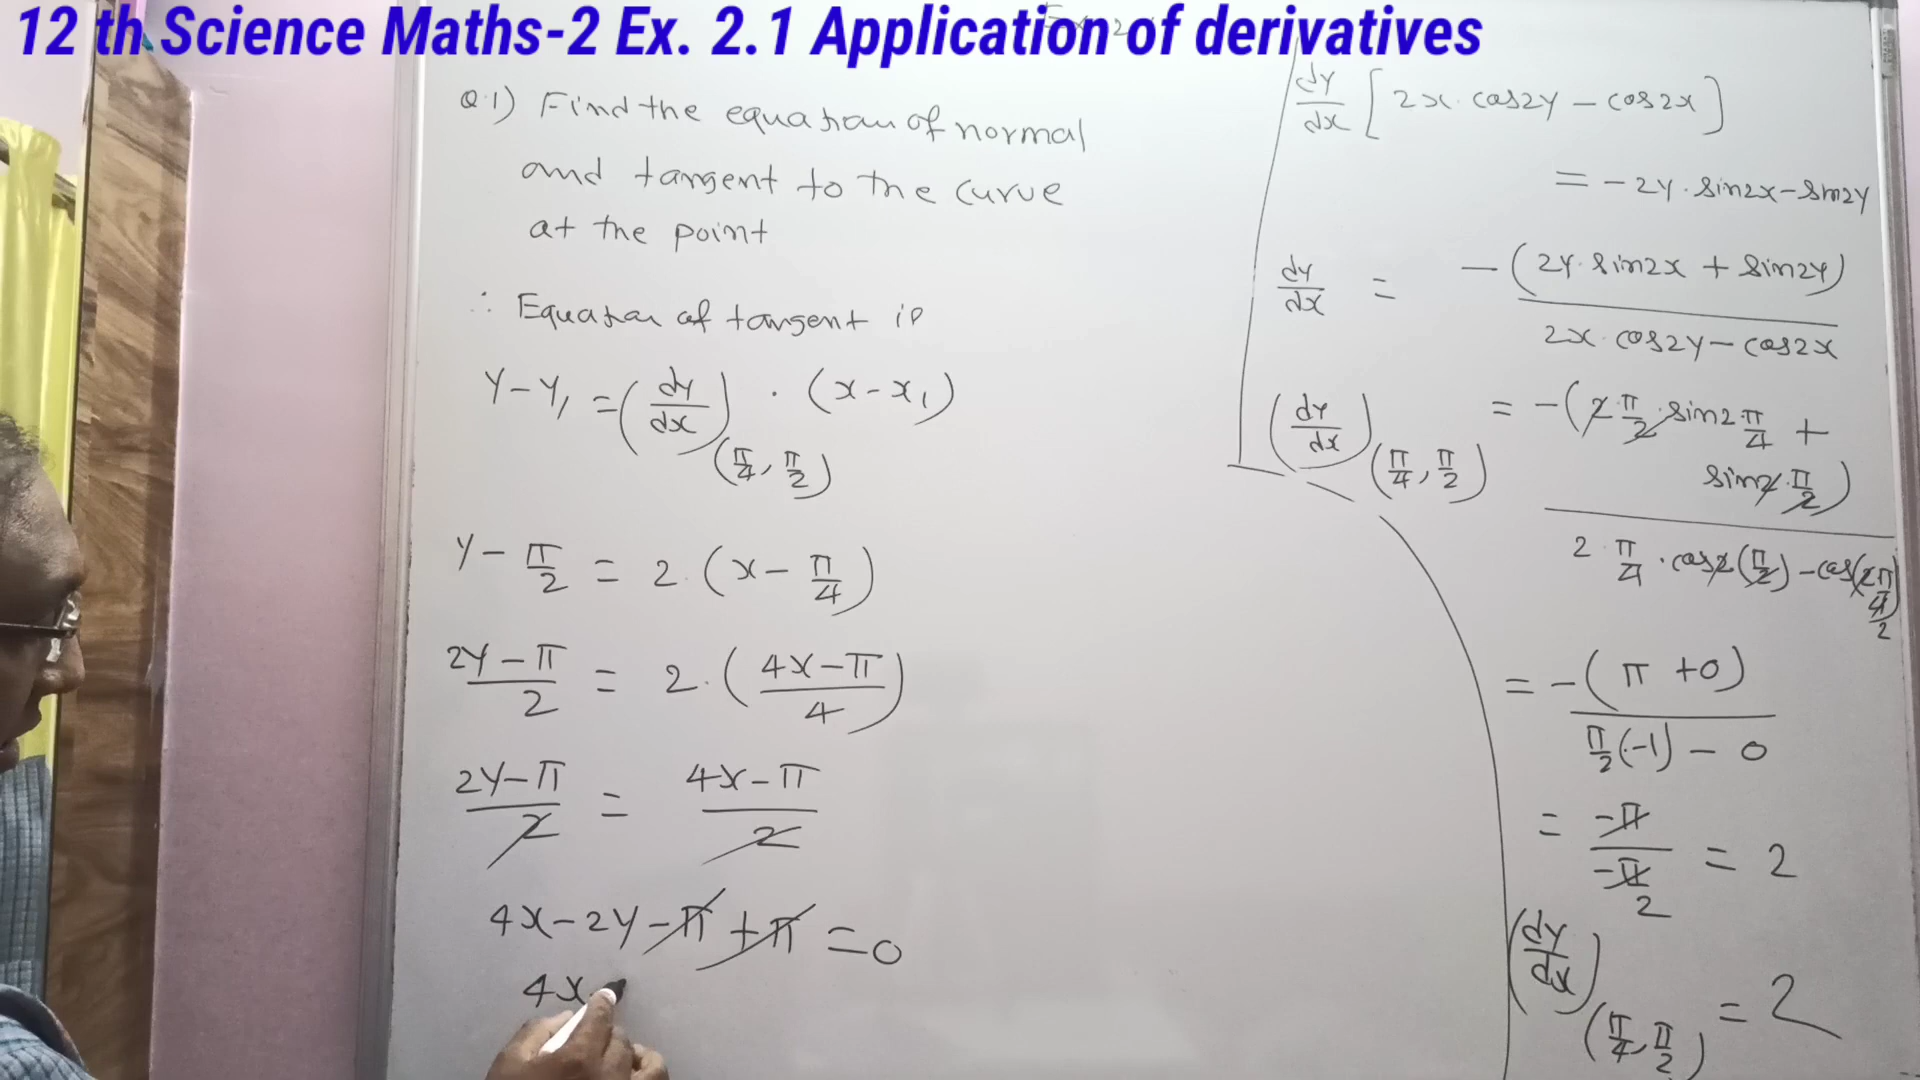 12 th Science Maths-2 Ex. 2.1 Application of derivatives
Q.1) Find the equation of normal
and tangent to the curve
at the point
∴ Equation of tangent is
Y - Y₁ = (dy/dx)(π/4, π/2) · (x - x₁)
Y - π/2 = 2 · (x - π/4)
2Y - π / 2 = 2 · (4x - π / 4)
2Y - π / 2 = 4x - π / 2
4x - 2Y - π + π = 0
4x
dy/dx [2x · cos2Y - cos2x]
= -2Y · sin2x - sin2Y
dy/dx = -(2Y · sin2x + sin2Y) / 2x · cos2Y - cos2x
(dy/dx)(π/4, π/2) = -(2 π/2 · sin2 · π/4 +
sin2 · π/2)
2 · π/4 · cos2(π/2) - cos(2π/4)
2
= -(π + 0) / π/2 (-1) - 0
= -π / -π/2 = 2
(dy/dx)(π/4, π/2) = 2